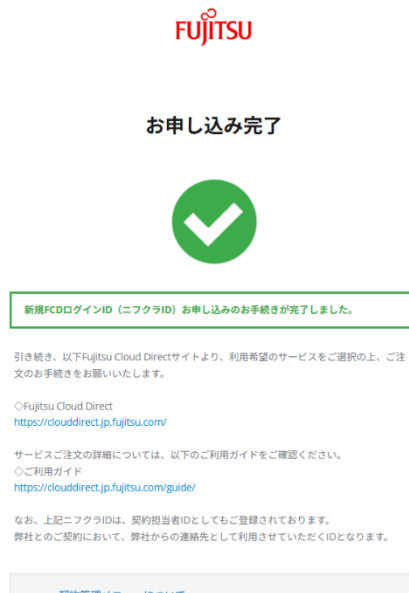 FUJITSU
お申し込み完了
新規FCDログインID（ニフクラID）お申し込みのお手続きが完了しました。
引き続き、以下Fujitsu Cloud Directサイトより、利用希望のサービスをご選択の上、ご注
文のお手続きをお願いいたします。
◇Fujitsu Cloud Direct
https://clouddirect.jp.fujitsu.com/
サービスご注文の詳細については、以下のご利用ガイドをご確認ください。
◇ご利用ガイド
https://clouddirect.jp.fujitsu.com/guide/
なお、上記ニフクラIDは、契約担当者IDとしてもご登録されております。
弊社とのご契約において、弊社からの連絡先として利用させていただくIDとなります。